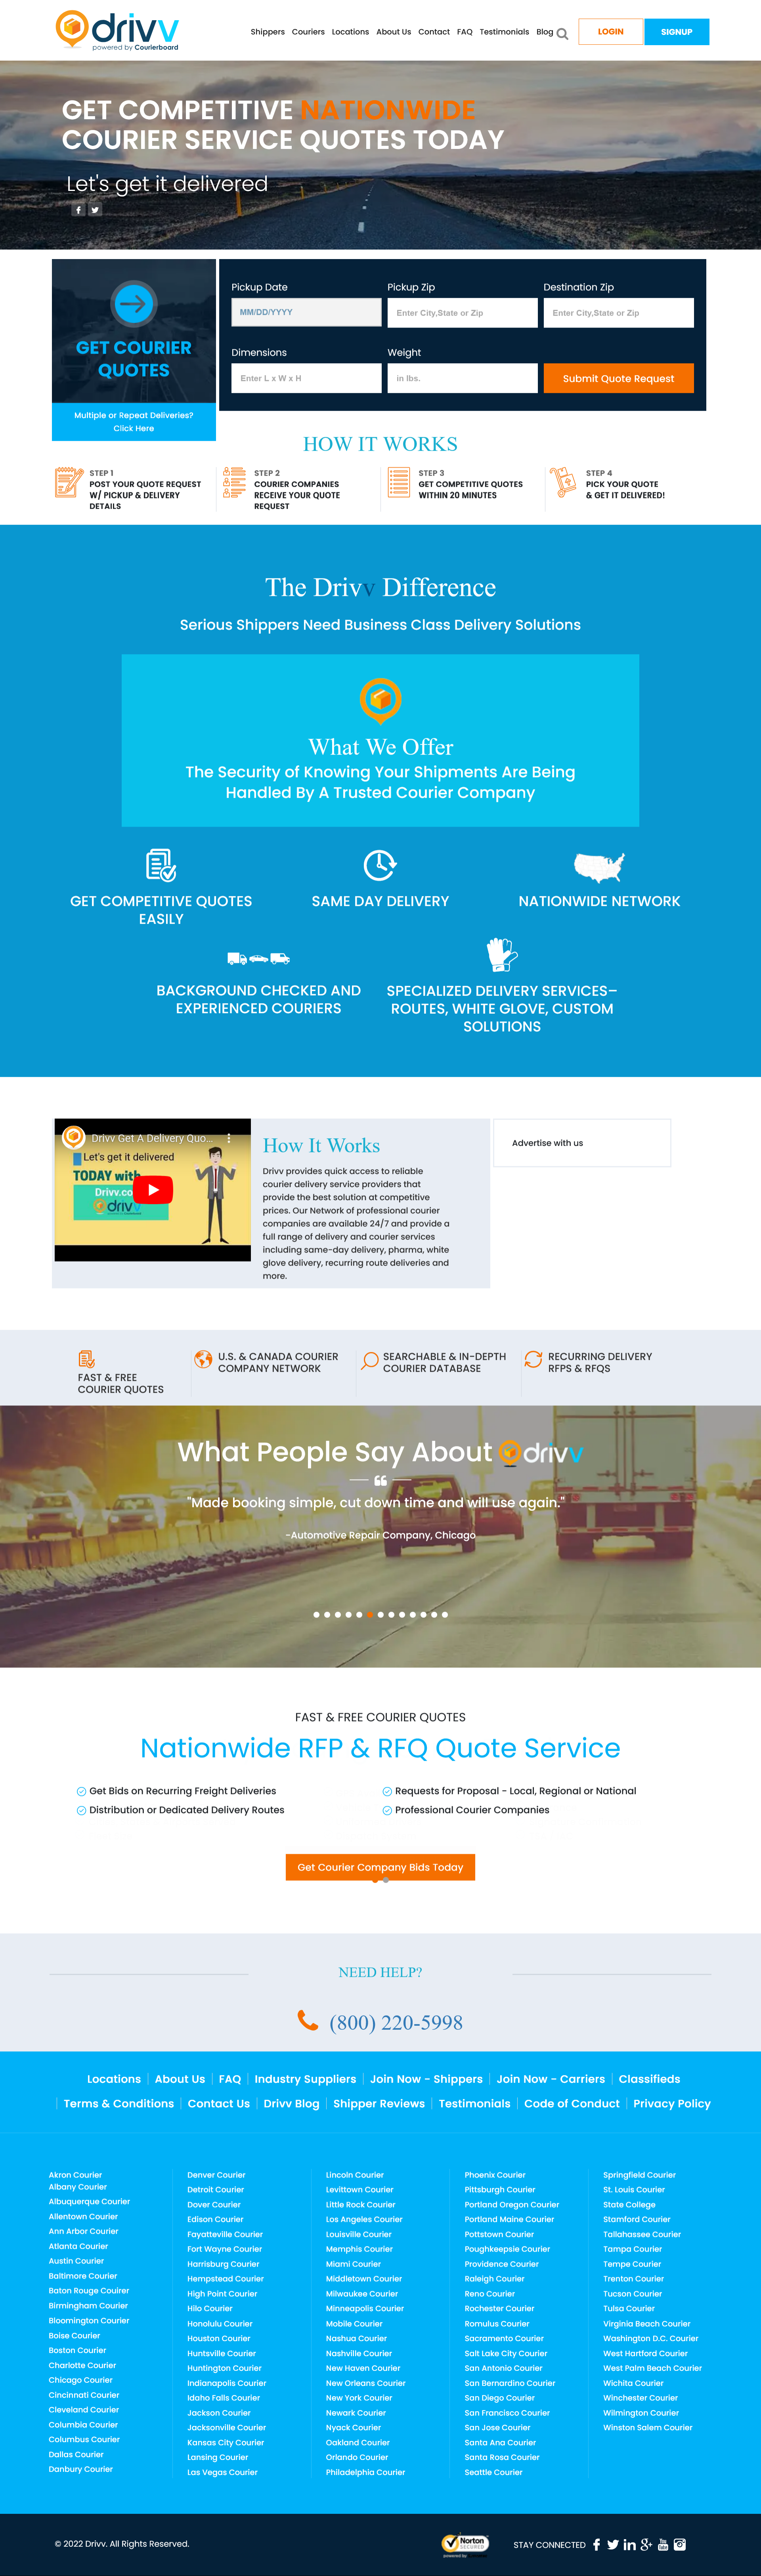 drivv
powered by Courierboard
Shippers Couriers Locations About Us Contact FAQ Testimonials Blog
LOGIN
SIGNUP
GET COMPETITIVE NATIONWIDE
COURIER SERVICE QUOTES TODAY
Let's get it delivered
GET COURIER
QUOTES
Multiple or Repeat Deliveries?
Click Here
Pickup Date
Pickup Zip
Destination Zip
MM/DD/YYYY
Enter City,State or Zip
Enter City,State or Zip
Dimensions
Weight
Enter L x W x H
in lbs.
Submit Quote Request
HOW IT WORKS
STEP 1
POST YOUR QUOTE REQUEST
W/ PICKUP & DELIVERY
DETAILS
STEP 2
COURIER COMPANIES
RECEIVE YOUR QUOTE
REQUEST
STEP 3
GET COMPETITIVE QUOTES
WITHIN 20 MINUTES
STEP 4
PICK YOUR QUOTE
& GET IT DELIVERED!
The Drivv Difference
Serious Shippers Need Business Class Delivery Solutions
What We Offer
The Security of Knowing Your Shipments Are Being
Handled By A Trusted Courier Company
GET COMPETITIVE QUOTES
EASILY
SAME DAY DELIVERY
NATIONWIDE NETWORK
BACKGROUND CHECKED AND
EXPERIENCED COURIERS
SPECIALIZED DELIVERY SERVICES–
ROUTES, WHITE GLOVE, CUSTOM
SOLUTIONS
Drivv Get A Delivery Quo...
Let's get it delivered
TODAY with
Drivv.co
drivv
How It Works
Drivv provides quick access to reliable
courier delivery service providers that
provide the best solution at competitive
prices. Our Network of professional courier
companies are available 24/7 and provide a
full range of delivery and courier services
including same-day delivery, pharma, white
glove delivery, recurring route deliveries and
more.
Advertise with us
FAST & FREE
COURIER QUOTES
U.S. & CANADA COURIER
COMPANY NETWORK
SEARCHABLE & IN-DEPTH
COURIER DATABASE
RECURRING DELIVERY
RFPS & RFQS
What People Say About drivv
"Made booking simple, cut down time and will use again."
-Automotive Repair Company, Chicago
FAST & FREE COURIER QUOTES
Nationwide RFP & RFQ Quote Service
Get Bids on Recurring Freight Deliveries
Requests for Proposal - Local, Regional or National
Distribution or Dedicated Delivery Routes
Professional Courier Companies
Get Courier Company Bids Today
NEED HELP?
(800) 220-5998
Locations | About Us | FAQ | Industry Suppliers | Join Now - Shippers | Join Now - Carriers | Classifieds
| Terms & Conditions | Contact Us | Drivv Blog | Shipper Reviews | Testimonials | Code of Conduct | Privacy Policy
Akron Courier
Albany Courier
Albuquerque Courier
Allentown Courier
Ann Arbor Courier
Atlanta Courier
Austin Courier
Baltimore Courier
Baton Rouge Couirer
Birmingham Courier
Bloomington Courier
Boise Courier
Boston Courier
Charlotte Courier
Chicago Courier
Cincinnati Courier
Cleveland Courier
Columbia Courier
Columbus Courier
Dallas Courier
Danbury Courier
Denver Courier
Detroit Courier
Dover Courier
Edison Courier
Fayatteville Courier
Fort Wayne Courier
Harrisburg Courier
Hempstead Courier
High Point Courier
Hilo Courier
Honolulu Courier
Houston Courier
Huntsville Courier
Huntington Courier
Indianapolis Courier
Idaho Falls Courier
Jackson Courier
Jacksonville Courier
Kansas City Courier
Lansing Courier
Las Vegas Courier
Lincoln Courier
Levittown Courier
Little Rock Courier
Los Angeles Courier
Louisville Courier
Memphis Courier
Miami Courier
Middletown Courier
Milwaukee Courier
Minneapolis Courier
Mobile Courier
Nashua Courier
Nashville Courier
New Haven Courier
New Orleans Courier
New York Courier
Newark Courier
Nyack Courier
Oakland Courier
Orlando Courier
Philadelphia Courier
Phoenix Courier
Pittsburgh Courier
Portland Oregon Courier
Portland Maine Courier
Pottstown Courier
Poughkeepsie Courier
Providence Courier
Raleigh Courier
Reno Courier
Rochester Courier
Romulus Courier
Sacramento Courier
Salt Lake City Courier
San Antonio Courier
San Bernardino Courier
San Diego Courier
San Francisco Courier
San Jose Courier
Santa Ana Courier
Santa Rosa Courier
Seattle Courier
Springfield Courier
St. Louis Courier
State College
Stamford Courier
Tallahassee Courier
Tampa Courier
Tempe Courier
Trenton Courier
Tucson Courier
Tulsa Courier
Virginia Beach Courier
Washington D.C. Courier
West Hartford Courier
West Palm Beach Courier
Wichita Courier
Winchester Courier
Wilmington Courier
Winston Salem Courier
© 2022 Drivv. All Rights Reserved.
Norton
SECURED
powered by
STAY CONNECTED